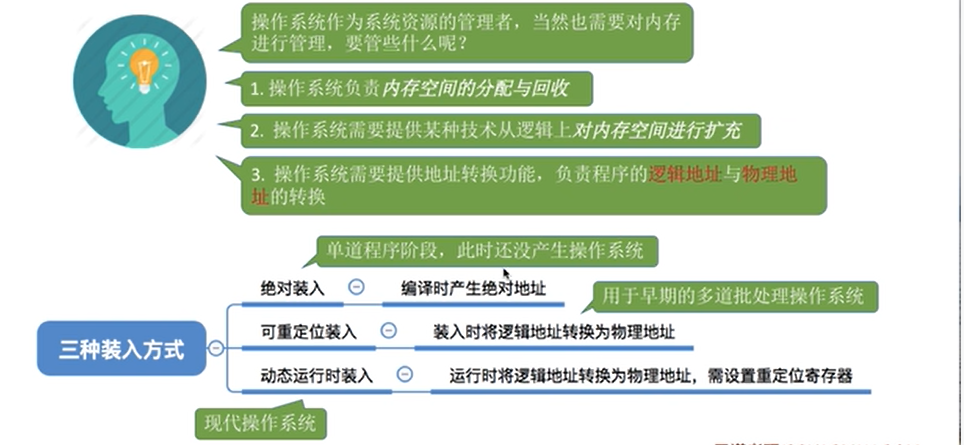 操作系统作为系统资源的管理者，当然也需要对内存
进行管理，要管些什么呢？
1. 操作系统负责内存空间的分配与回收
2. 操作系统需要提供某种技术从逻辑上对内存空间进行扩充
3. 操作系统需要提供地址转换功能，负责程序的逻辑地址与物理地
址的转换
单道程序阶段，此时还没产生操作系统
绝对装入
编译时产生绝对地址
用于早期的多道批处理操作系统
可重定位装入
装入时将逻辑地址转换为物理地址
三种装入方式
动态运行时装入
运行时将逻辑地址转换为物理地址，需设置重定位寄存器
现代操作系统